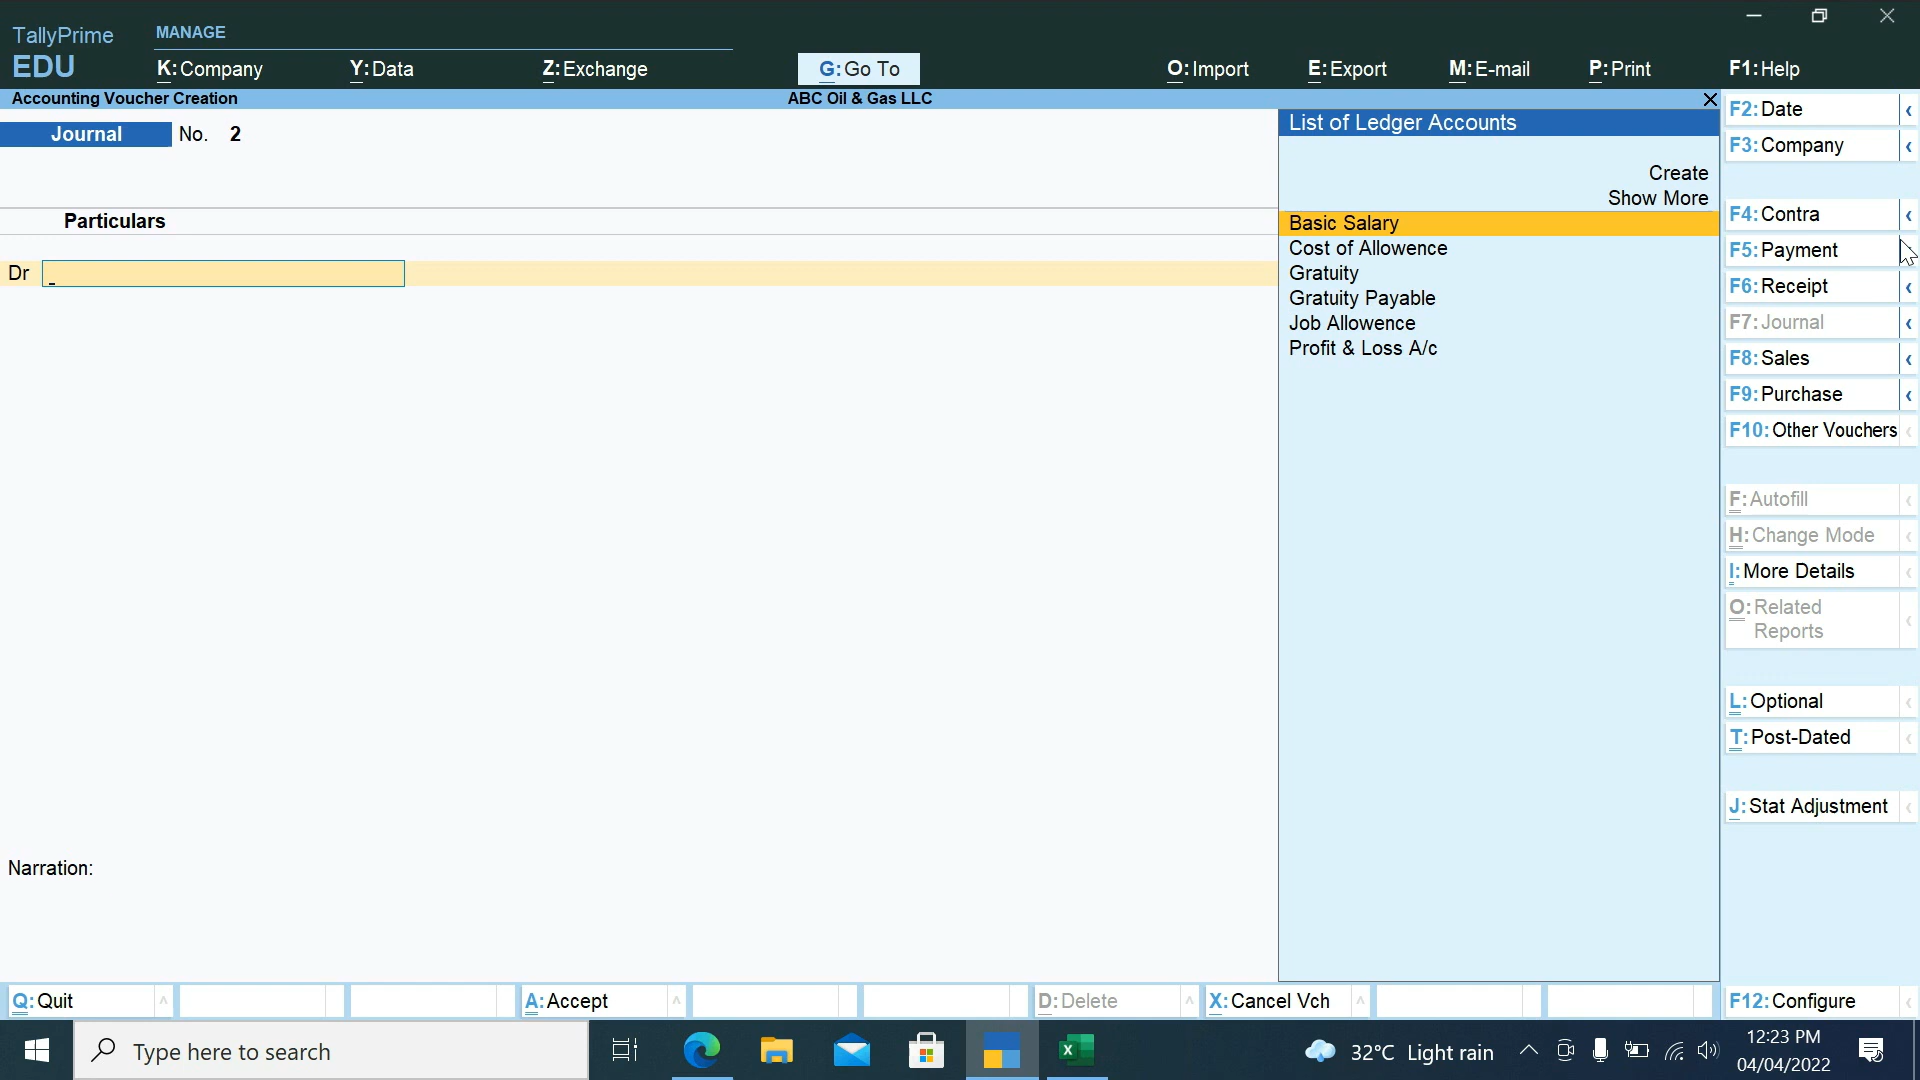 TallyPrime
EDU
MANAGE
K:Company
Y:Data
Z:Exchange
G:Go To
O:Import
E:Export
M:E-mail
P:Print
F1:Help
Accounting Voucher Creation
ABC Oil & Gas LLC
Journal
No. 2
Particulars
Dr
Narration:
List of Ledger Accounts
Create
Show More
Basic Salary
Cost of Allowence
Gratuity
Gratuity Payable
Job Allowence
Profit & Loss A/c
F2:Date
F3:Company
F4:Contra
F5:Payment
F6:Receipt
F7:Journal
F8:Sales
F9:Purchase
F10:Other Vouchers
F:Autofill
H:Change Mode
I:More Details
O:Related
Reports
L:Optional
T:Post-Dated
J:Stat Adjustment
F12:Configure
Q:Quit
A:Accept
D:Delete
X:Cancel Vch
Type here to search
32°C Light rain
12:23 PM
04/04/2022